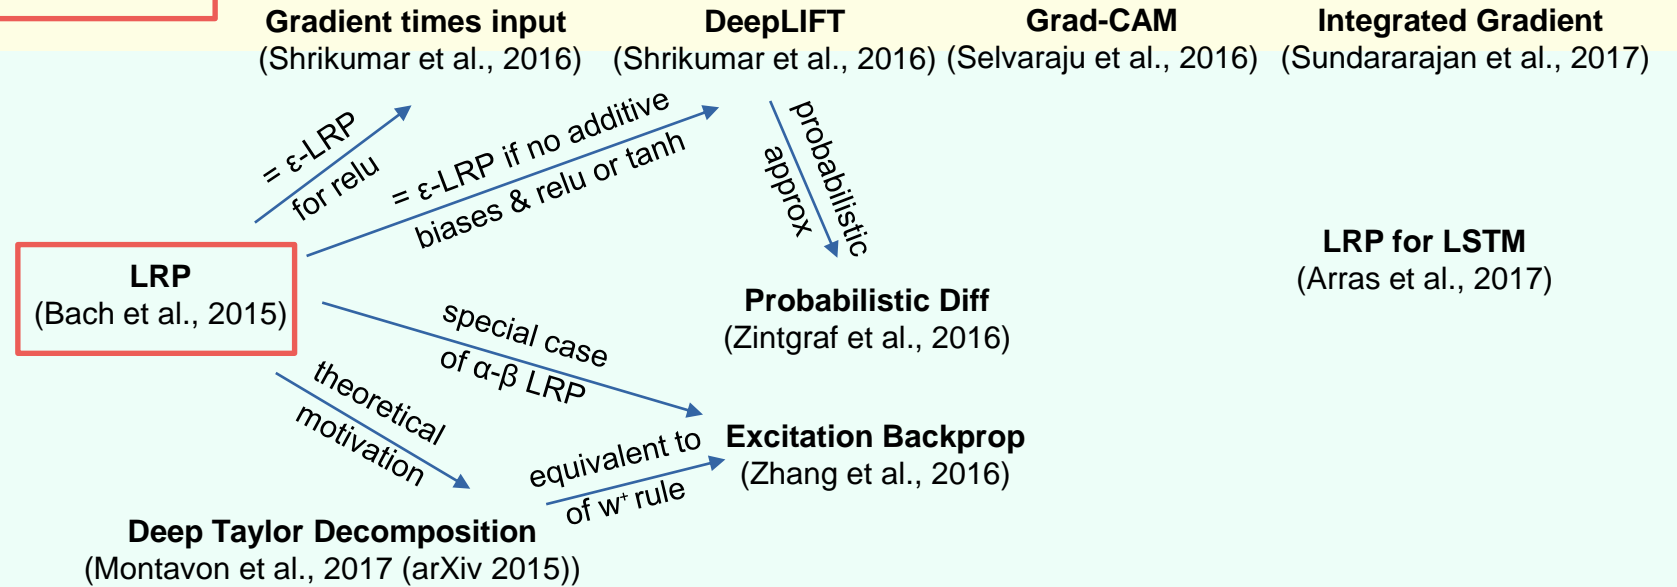 Gradient times input
(Shrikumar et al., 2016)
DeepLIFT
(Shrikumar et al., 2016)
Grad-CAM
(Selvaraju et al., 2016)
Integrated Gradient
(Sundararajan et al., 2017)
= ε-LRP
for relu
= ε-LRP if no additive
biases & relu or tanh
probabilistic
approx
LRP
(Bach et al., 2015)
LRP for LSTM
(Arras et al., 2017)
Probabilistic Diff
(Zintgraf et al., 2016)
special case
of α-β LRP
theoretical
motivation
equivalent to
of w⁺ rule
Excitation Backprop
(Zhang et al., 2016)
Deep Taylor Decomposition
(Montavon et al., 2017 (arXiv 2015))